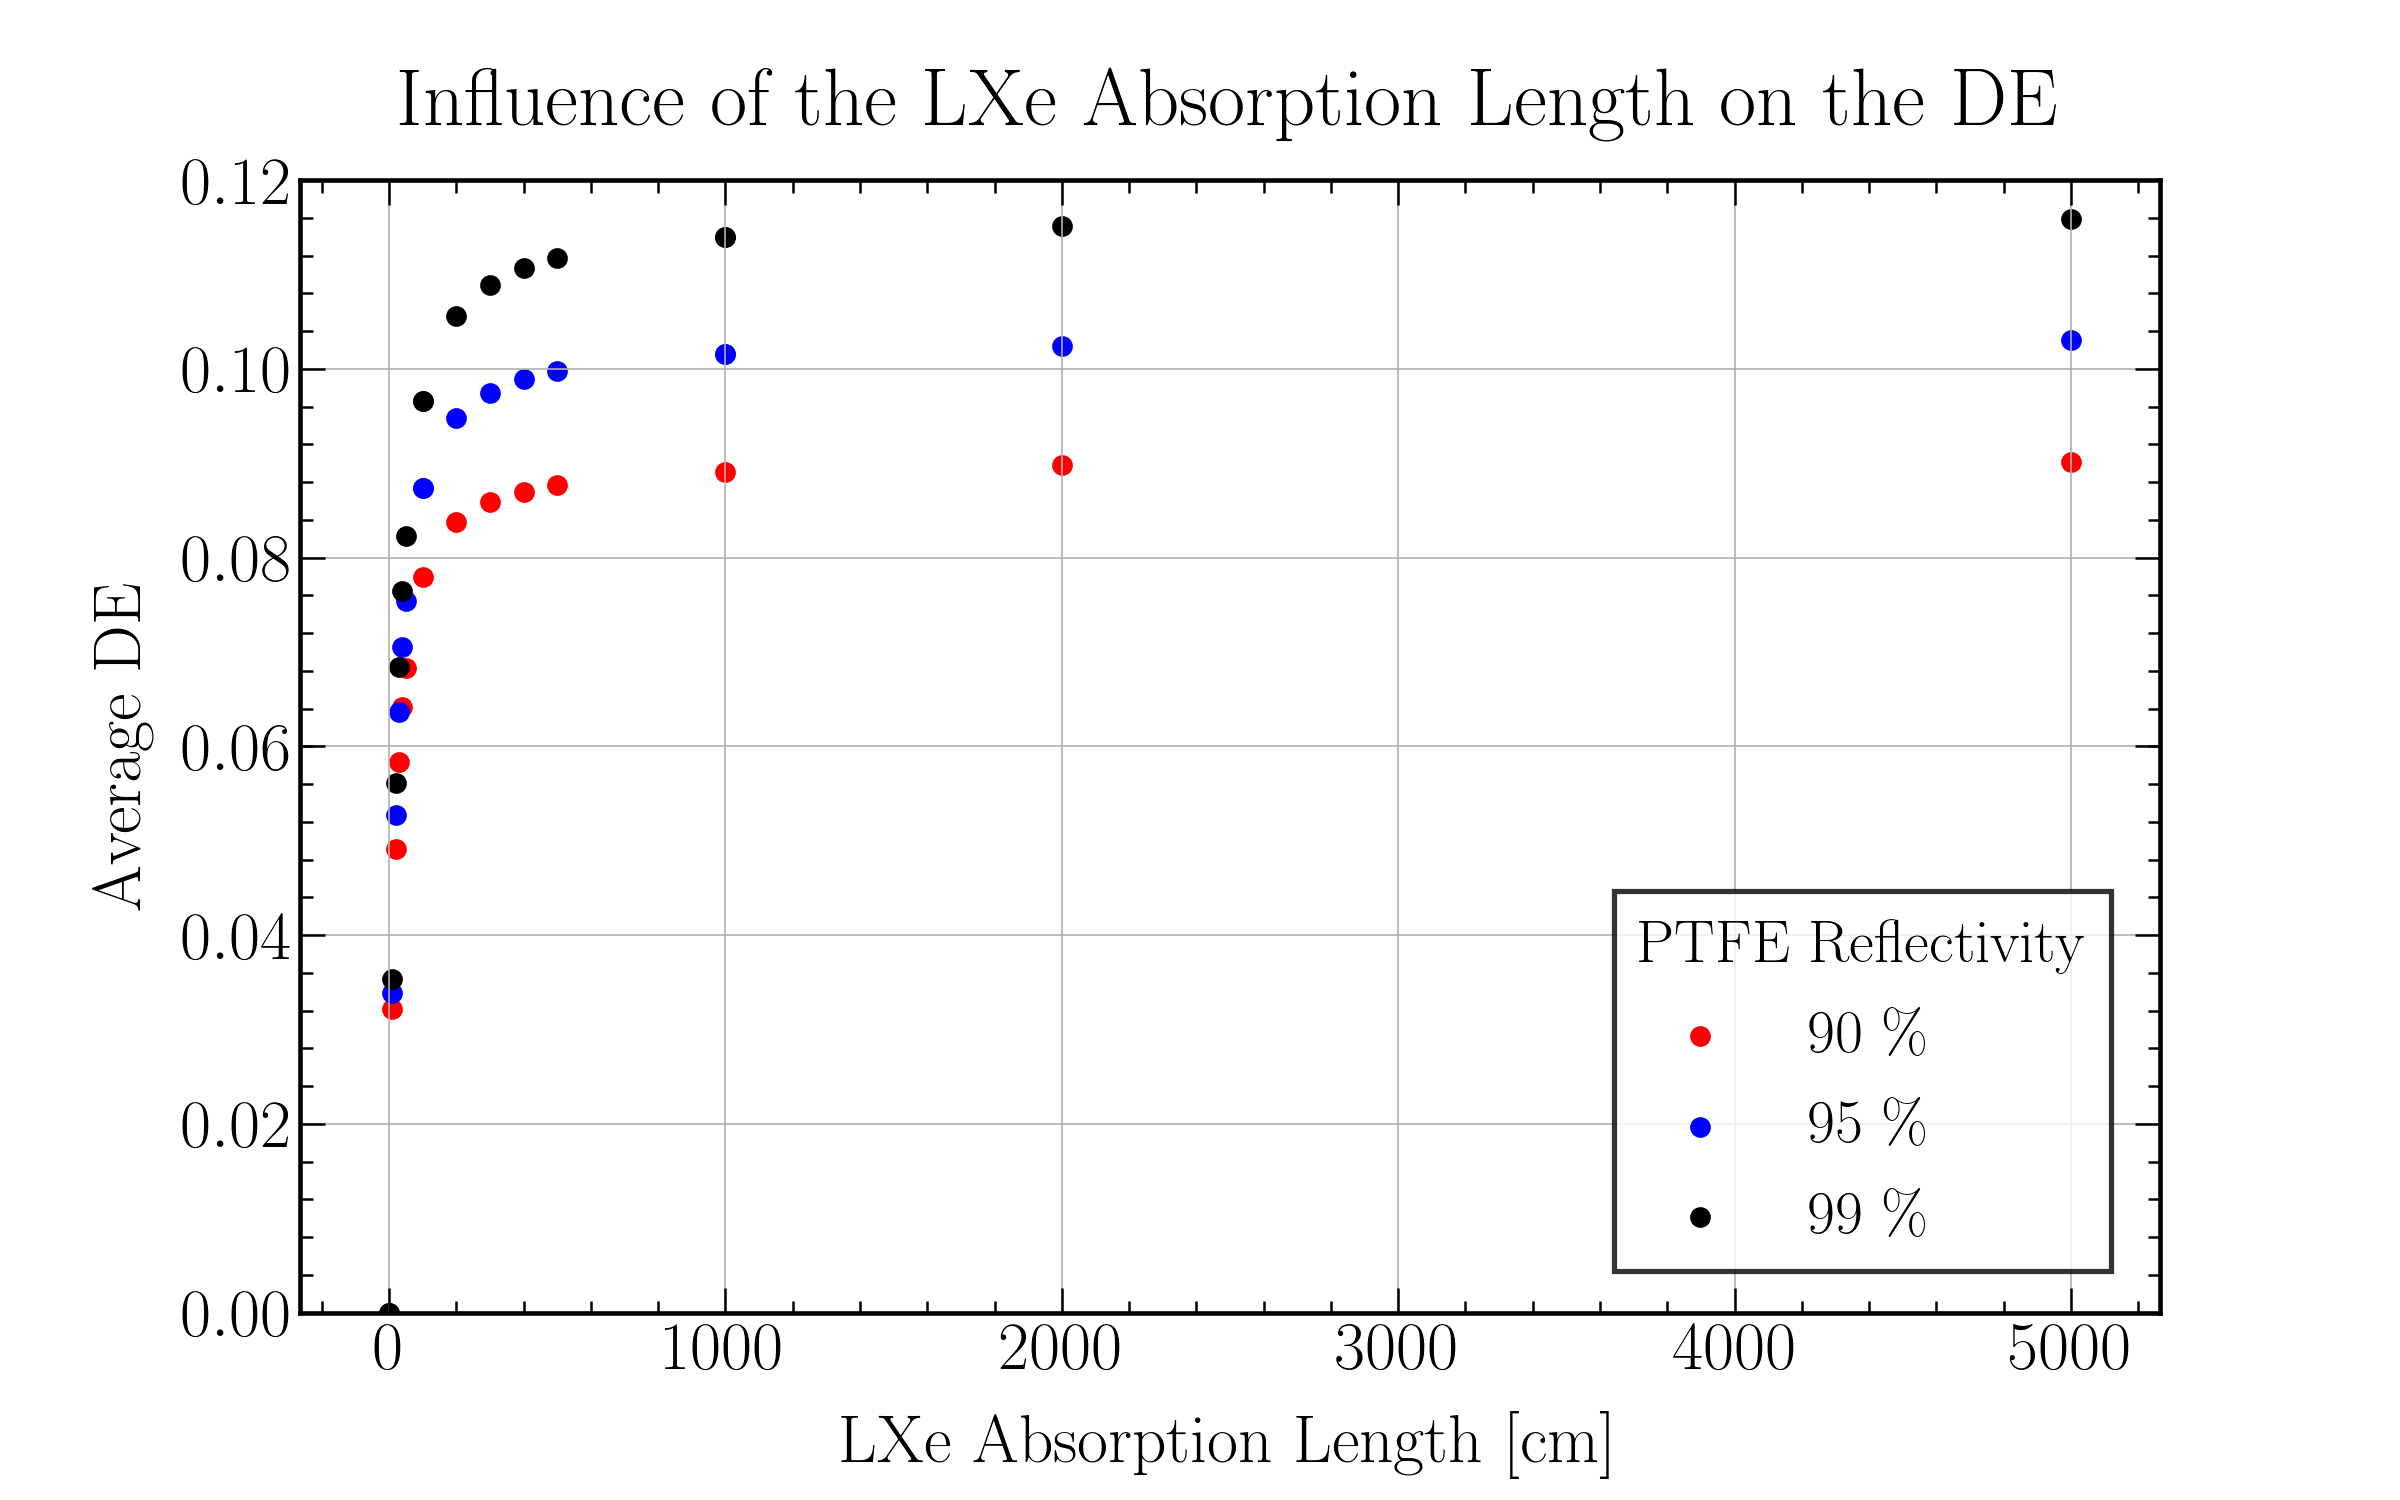 Influence of the LXe Absorption Length on the DE
0.12
0.10
0.08
0.06
0.04
0.02
0.00
Average DE
PTFE Reflectivity
90 %
95 %
99 %
0 1000 2000 3000 4000 5000
LXe Absorption Length [cm]